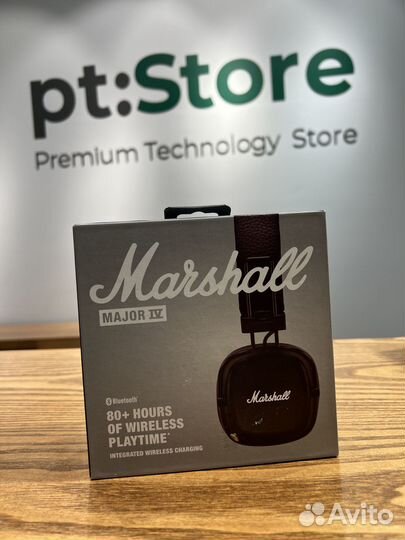 pt:Store
Premium Technology Store
Marshall
MAJOR IV
Bluetooth®
80+ HOURS
OF WIRELESS
PLAYTIME*
INTEGRATED WIRELESS CHARGING
Marshall
Avito